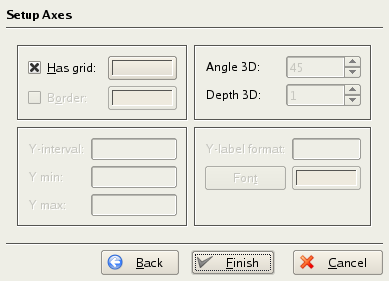 Setup Axes
Has grid:
Angle 3D: 45
Border:
Depth 3D: 1
Y-interval:
Y-label format:
Y min:
Font
Y max:
Back Finish Cancel